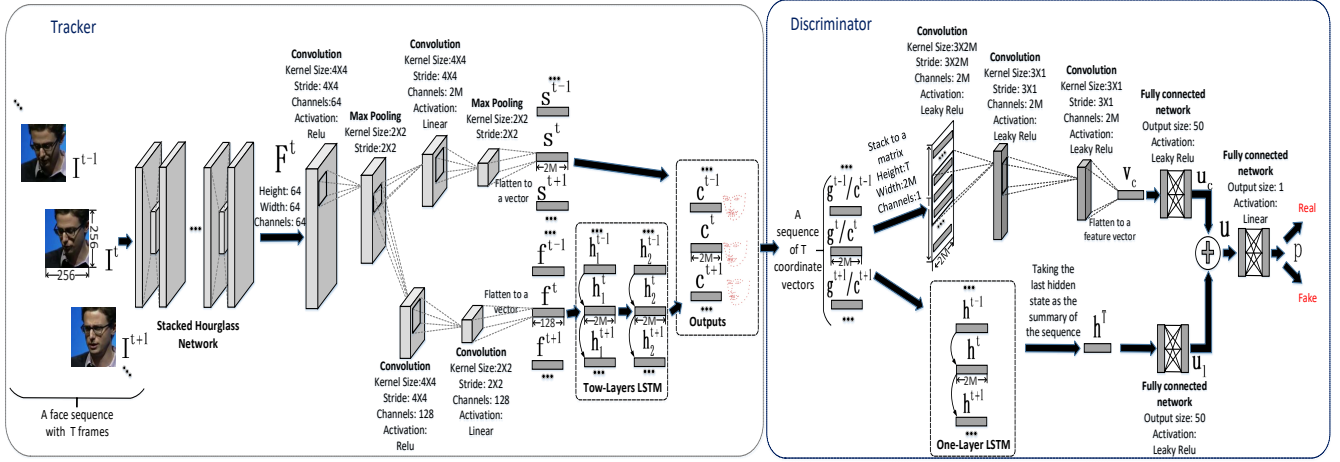 Tracker
I^{t-1}
256
I^t
256
I^{t+1}
A face sequence
with T frames
Stacked Hourglass
Network
F^t
Height: 64
Width: 64
Channels: 64
Convolution
Kernel Size:4X4
Stride: 4X4
Channels:64
Activation:
Relu
Max Pooling
Kernel Size:2X2
Stride:2X2
Convolution
Kernel Size:4X4
Stride: 4X4
Channels: 2M
Activation:
Linear
Max Pooling
Kernel Size:2X2
Stride:2X2
Flatten to
a vector
...
s^{t-1}
s^t
2M
s^{t+1}
...
Convolution
Kernel Size:4X4
Stride: 4X4
Channels: 128
Activation:
Relu
Convolution
Kernel Size:2X2
Stride: 2X2
Channels: 128
Activation:
Linear
Flatten to a
vector
f^{t-1}
f^t
128
f^{t+1}
...
...
h_1^{t-1}
h_1^t
2M
h_1^{t+1}
...
...
h_2^{t-1}
h_2^t
2M
h_2^{t+1}
...
Tow-Layers LSTM
...
c^{t-1}
c^t
2M
c^{t+1}
...
Outputs
Discriminator
A
sequence
of T
coordinate
vectors
...
g^{t-1}/c^{t-1}
g^t/c^t
2M
g^{t+1}/c^{t+1}
...
Stack to a
matrix
Height:T
Width:2M
Channels:1
T
2M
Convolution
Kernel Size:3X2M
Stride: 3X2M
Channels: 2M
Activation:
Leaky Relu
Convolution
Kernel Size:3X1
Stride: 3X1
Channels: 2M
Activation:
Leaky Relu
Convolution
Kernel Size:3X1
Stride: 3X1
Channels: 2M
Activation:
Leaky Relu
Flatten to a
feature vector
v_c
Fully connected
network
Output size: 50
Activation:
Leaky Relu
u_c
Fully connected
network
Output size: 1
Activation:
Linear
u
Real
p
Fake
...
h^{t-1}
h^t
2M
h^{t+1}
...
One-Layer LSTM
Taking the
last hidden
state as the
summary of
the sequence
h^T
u_l
Fully connected
network
Output size: 50
Activation:
Leaky Relu